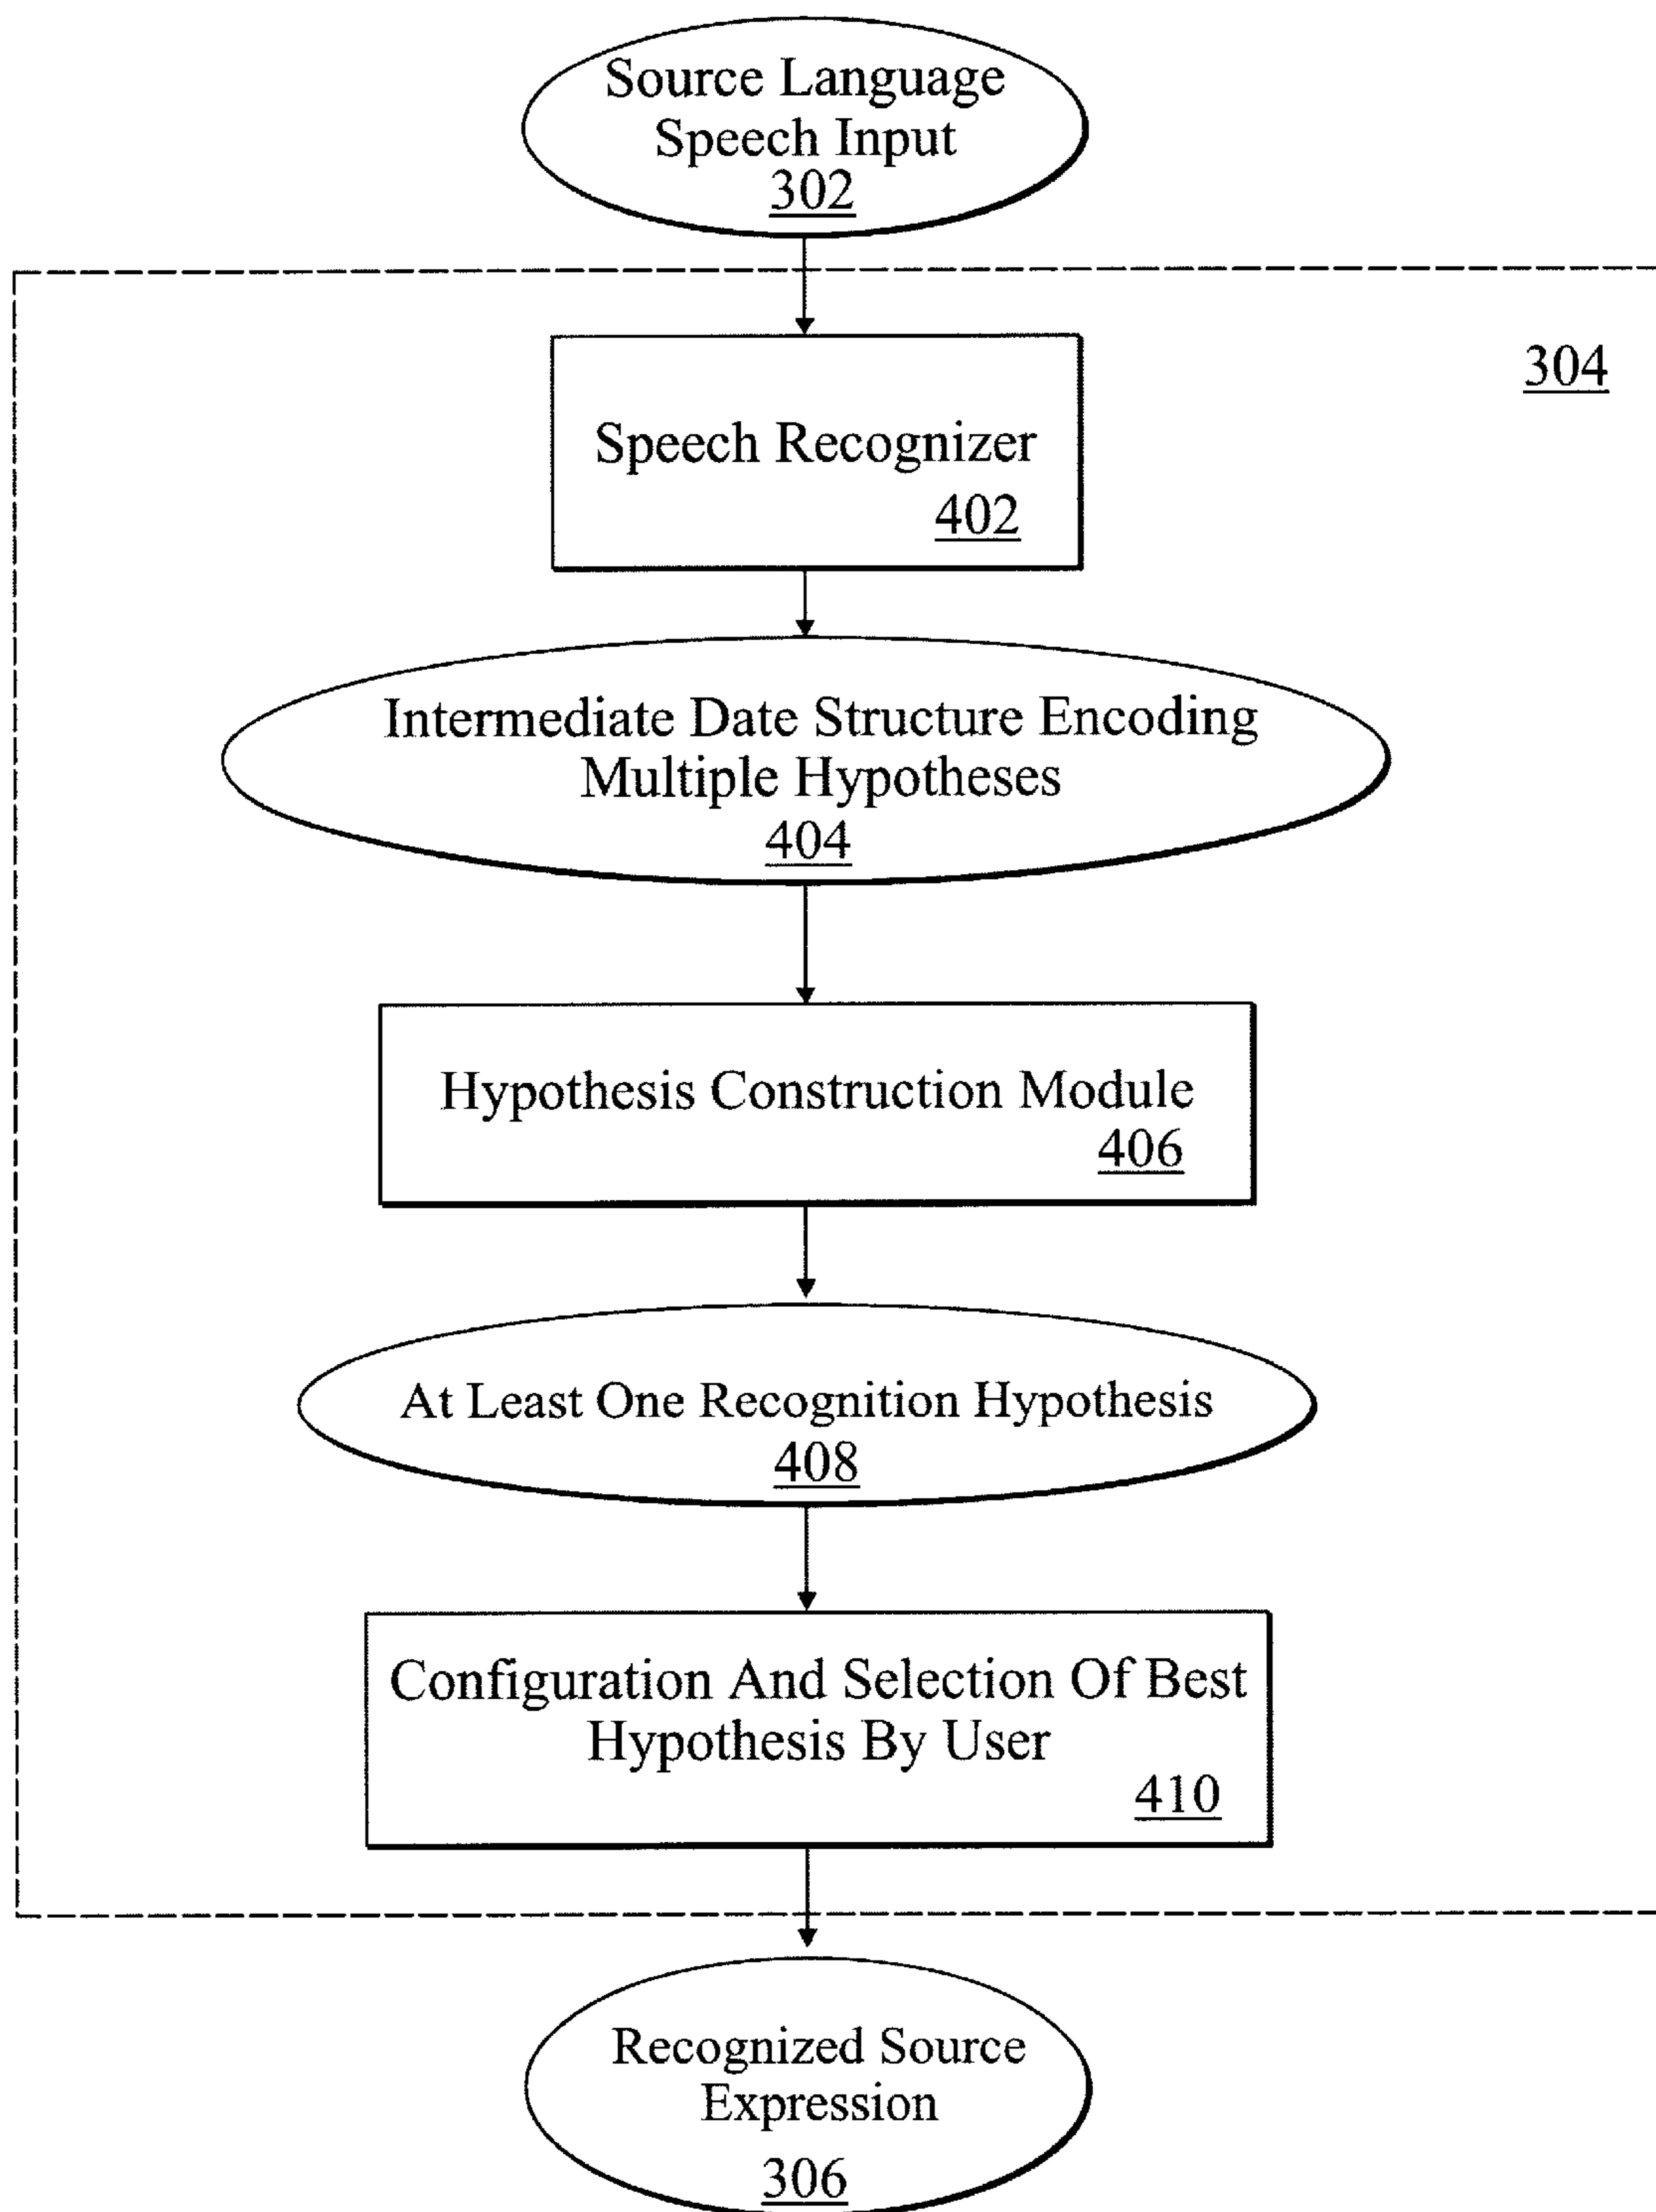 Source Language
Speech Input
302
304
Speech Recognizer
402
Intermediate Date Structure Encoding
Multiple Hypotheses
404
Hypothesis Construction Module
406
At Least One Recognition Hypothesis
408
Configuration And Selection Of Best
Hypothesis By User
410
Recognized Source
Expression
306